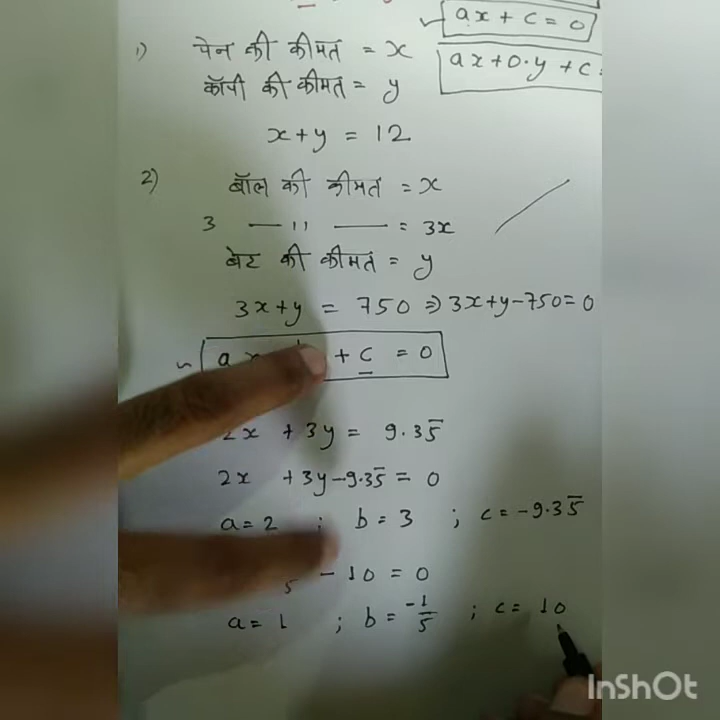 ax + c = 0
ax + 0·y + c
1) पेन की कीमत = x
कॉपी की कीमत = y
x + y = 12
2) बॉल की कीमत = x
3 — 11 — = 3x
बेट की कीमत = y
3x + y = 750 ⇒ 3x + y - 750 = 0
a + c = 0
2x + 3y = 9.35̅
2x + 3y - 9.35̅ = 0
a = 2 ; b = 3 ; c = -9.35̅
5 - 10 = 0
a = 1 ; b = -1/5 ; c = 10
InShOt